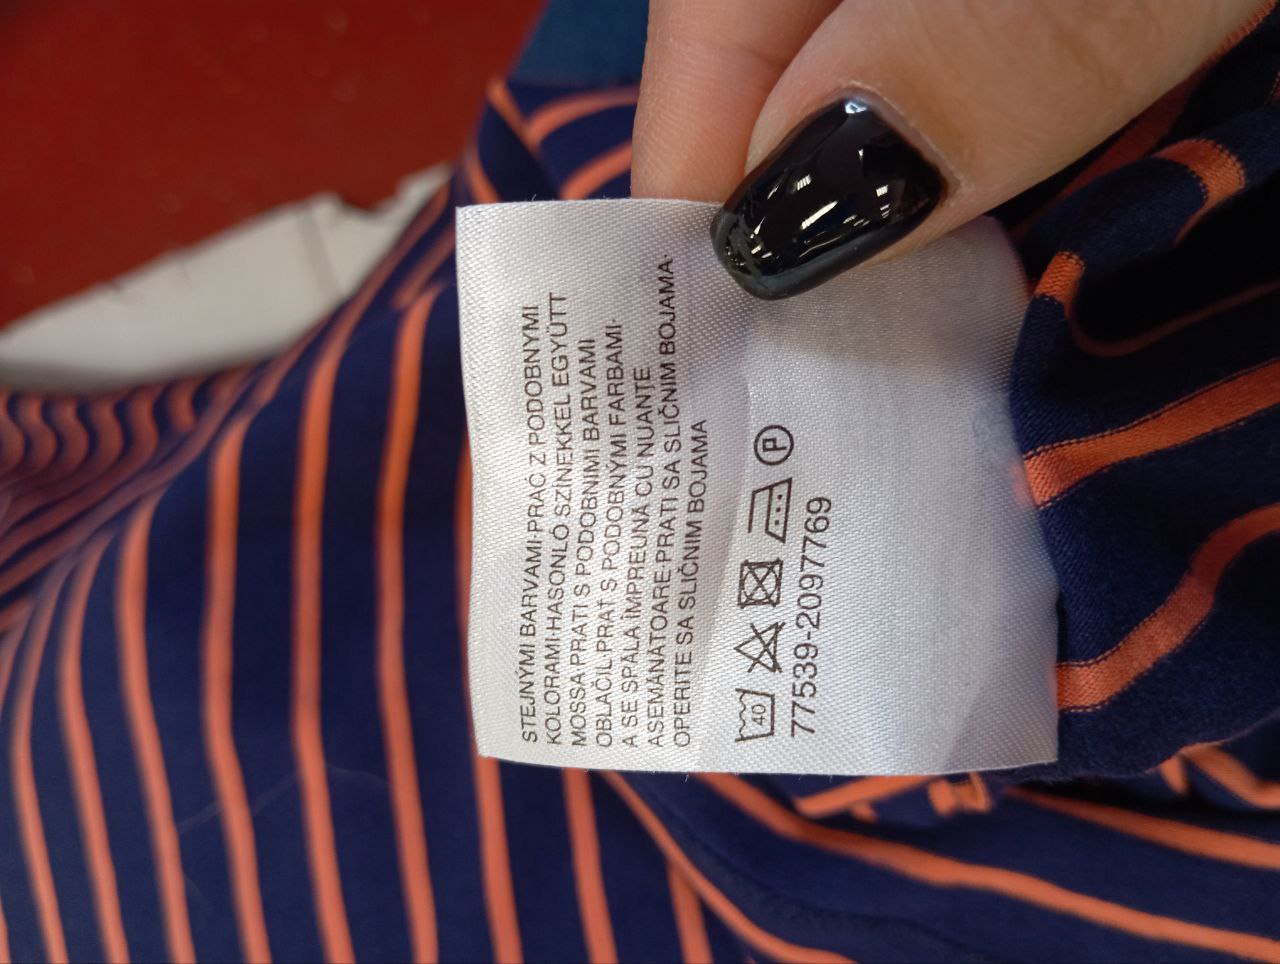 STEJNÝMI BARVAMI·PRAĆ Z PODOBNYMI
KOLORAMI·HASONLÓ SZÍNEKKEL EGYÜTT
MOSSA·PRATI S PODOBNIMI BARVAMI
OBLAČIL·PRAŤ S PODOBNÝMI FARBAMI·
A SE SPĂLA ÎMPREUNĂ CU NUANŢE
ASEMĂNĂTOARE·PRATI SA SLIČNIM BOJAMA·
OPERITE SA SLIČNIM BOJAMA
40 P
77539-2097769